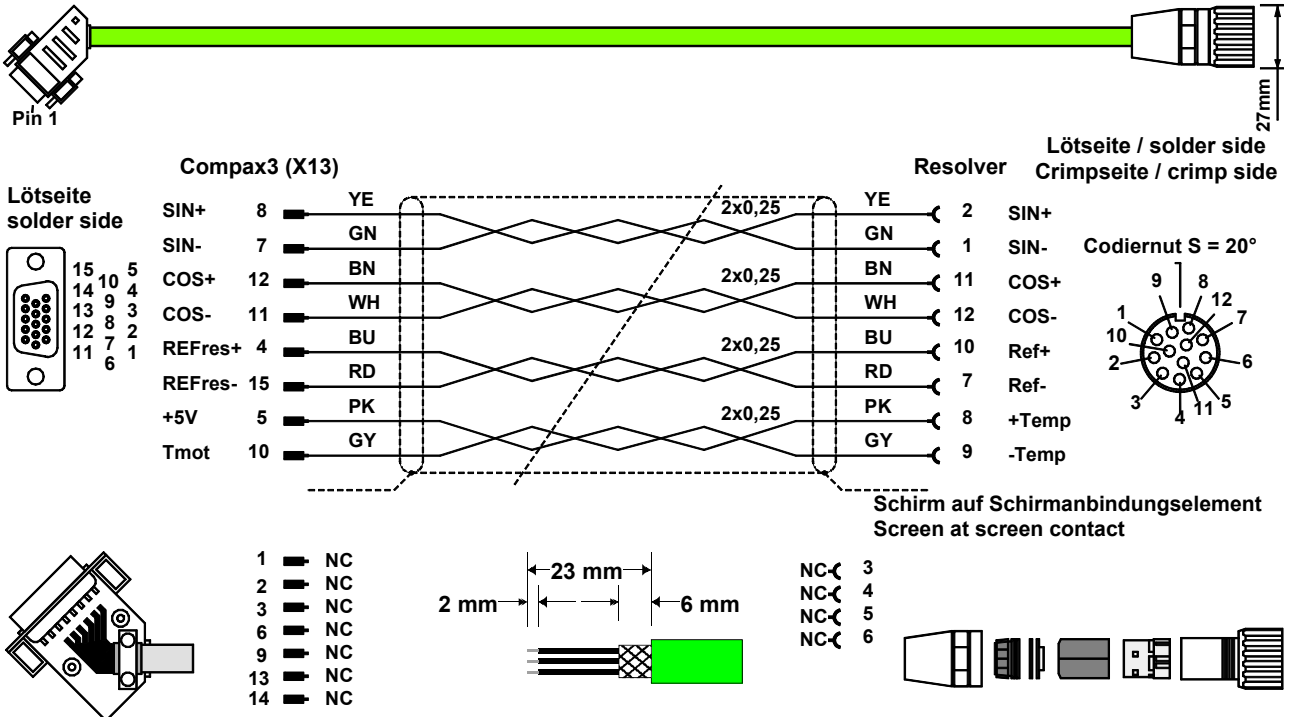 Pin 1
27mm
Compax3 (X13)
Resolver
Lötseite / solder side
Crimpseite / crimp side
Lötseite
solder side
15 5
10
14 4
9
13 3
8
12 2
7
11 1
6
SIN+ 8 YE 2x0,25 YE 2 SIN+
SIN- 7 GN GN 1 SIN-
COS+ 12 BN 2x0,25 BN 11 COS+
COS- 11 WH WH 12 COS-
REFres+ 4 BU 2x0,25 BU 10 Ref+
REFres- 15 RD RD 7 Ref-
+5V 5 PK 2x0,25 PK 8 +Temp
Tmot 10 GY GY 9 -Temp
Codiernut S = 20°
9 8
12
1 7
10
2 6
3 5
4 11
Schirm auf Schirmanbindungselement
Screen at screen contact
1 NC
2 NC
3 NC
6 NC
9 NC
13 NC
14 NC
23 mm
2 mm 6 mm
NC 3
NC 4
NC 5
NC 6